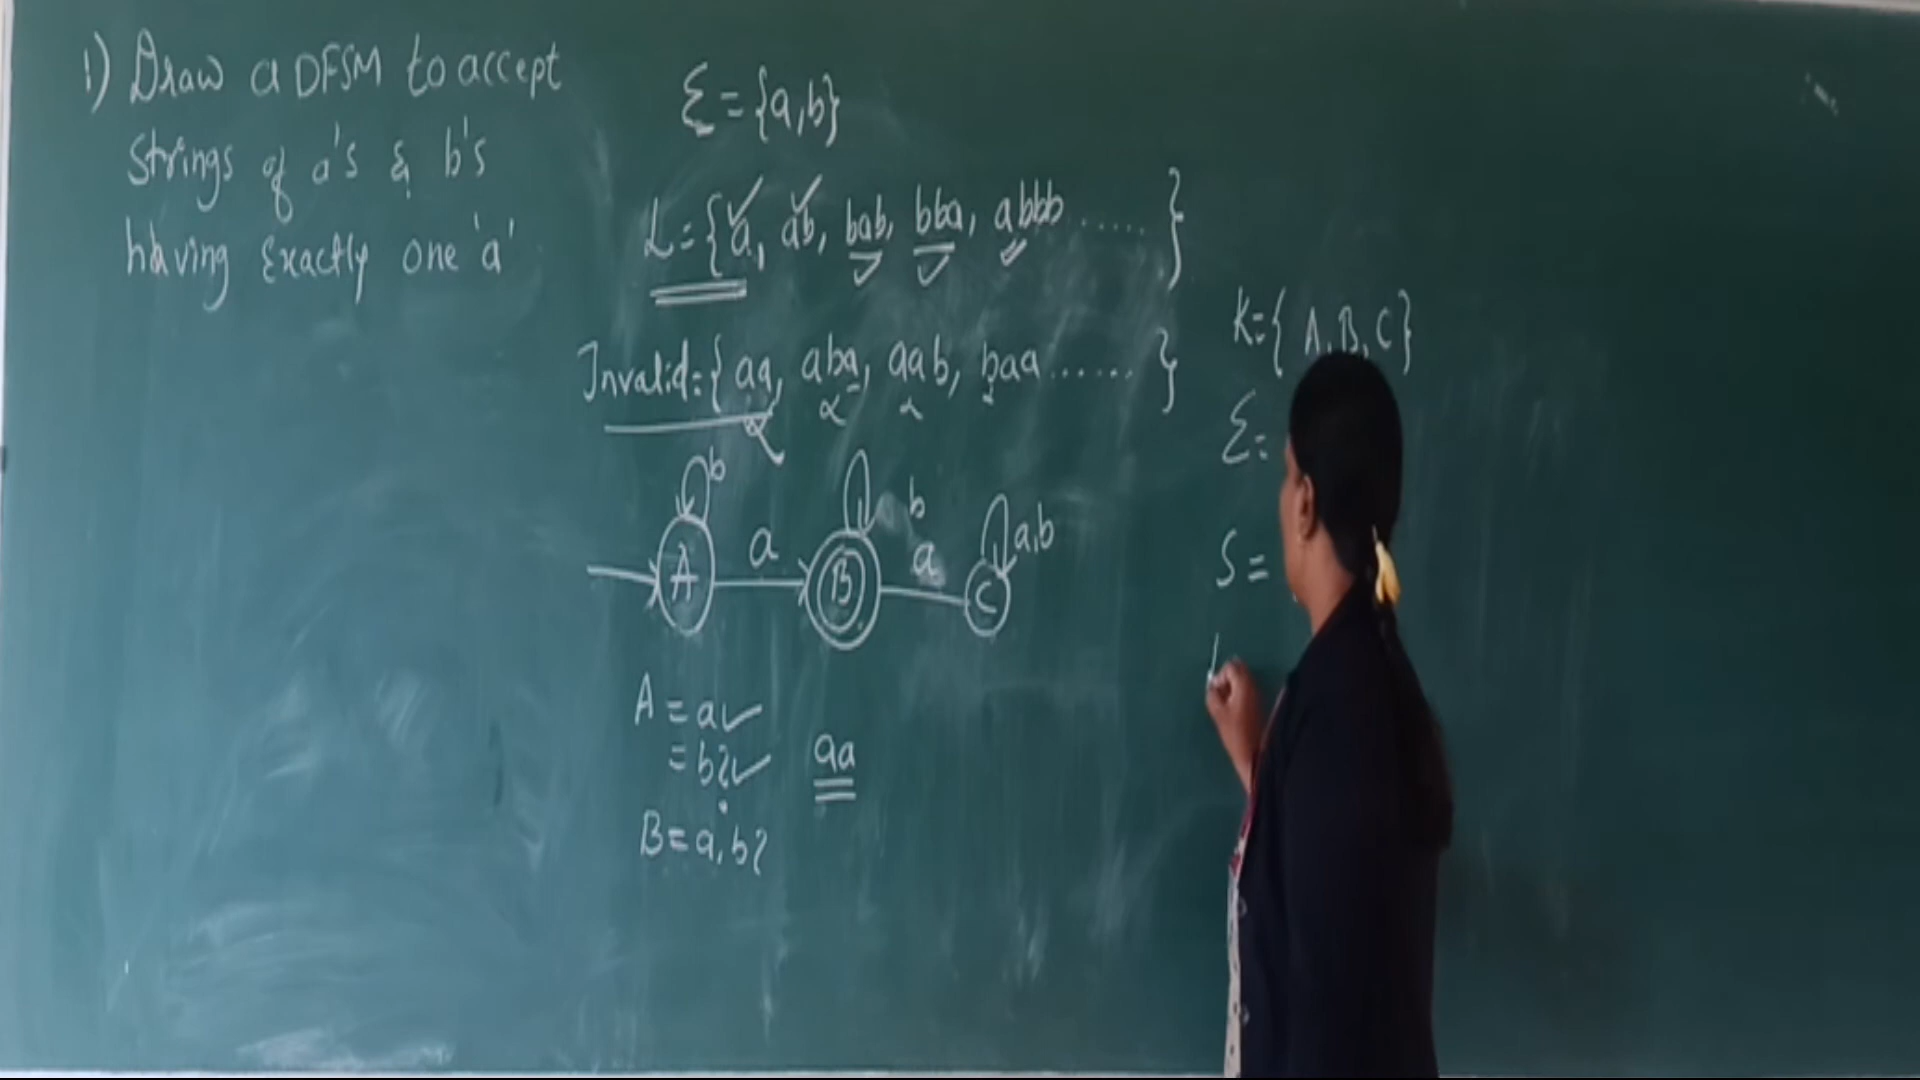 1) Draw a DFSM to accept
strings of a's & b's
having Exactly one 'a'
Σ = {a,b}
L = {a, ab, bab, bba, abbb ..... }
Invalid = { aa, aba, aab, baa ...... }
b
b
a
a
a,b
A
B
C
A = a
= b?
aa
B = a, b?
K = { A, B, C}
Σ =
S =